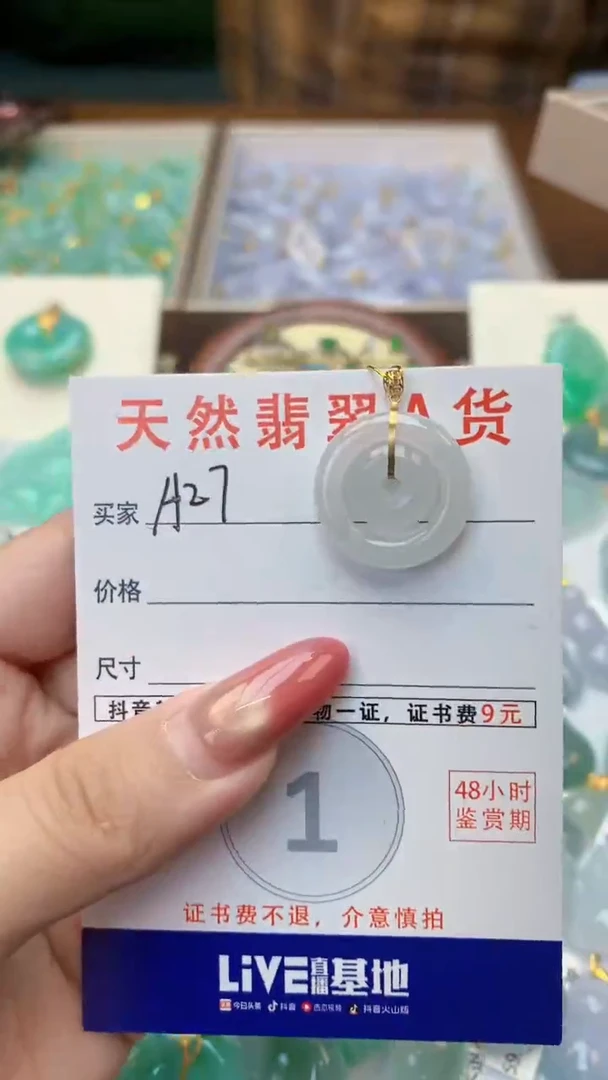 天然翡翠A货
买家 A27
价格
尺寸
抖音 物一证，证书费9元
1
48小时
鉴赏期
证书费不退，介意慎拍
LiVE直播基地
今日头条 抖音 西瓜视频 抖音火山版